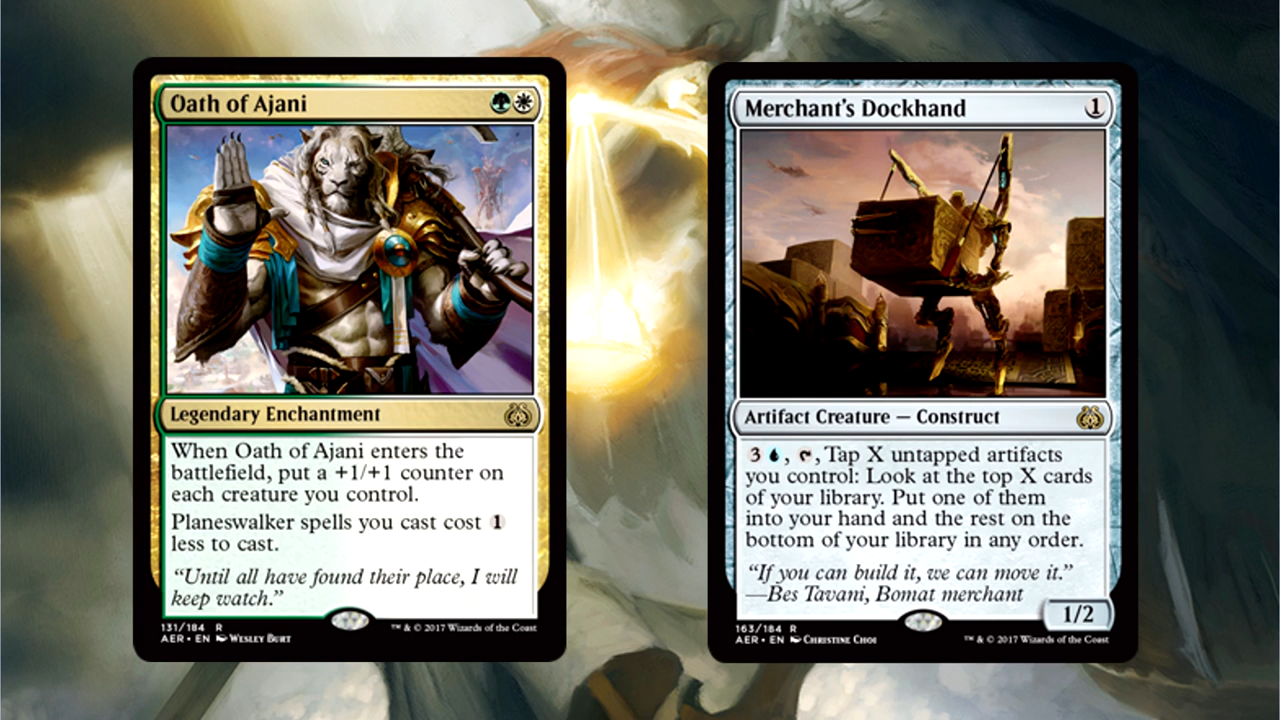 Oath of Ajani
Legendary Enchantment
When Oath of Ajani enters the
battlefield, put a +1/+1 counter on
each creature you control.
Planeswalker spells you cast cost 1
less to cast.
“Until all have found their place, I will
keep watch.”
131/184 R
AER • EN Wesley Burt
™ & © 2017 Wizards of the Coast
Merchant's Dockhand 1
Artifact Creature — Construct
3 , , Tap X untapped artifacts
you control: Look at the top X cards
of your library. Put one of them
into your hand and the rest on the
bottom of your library in any order.
“If you can build it, we can move it.”
—Bes Tavani, Bomat merchant
1/2
163/184 R
AER • EN Christine Choi
™ & © 2017 Wizards of the Coast